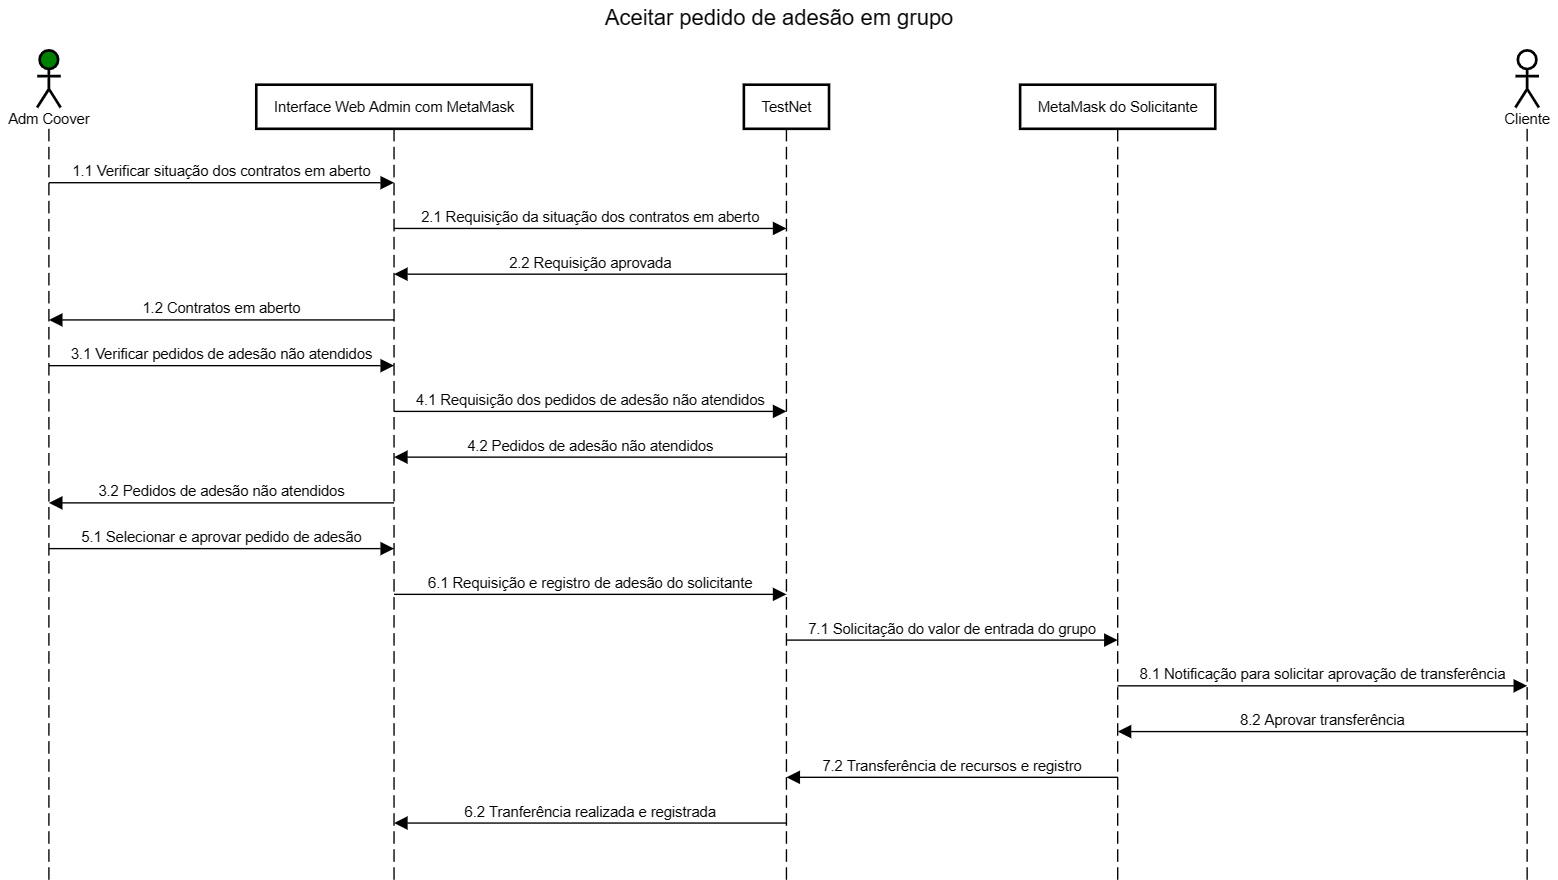 Aceitar pedido de adesão em grupo
Adm Coover
Interface Web Admin com MetaMask
TestNet
MetaMask do Solicitante
Cliente
1.1 Verificar situação dos contratos em aberto
2.1 Requisição da situação dos contratos em aberto
2.2 Requisição aprovada
1.2 Contratos em aberto
3.1 Verificar pedidos de adesão não atendidos
4.1 Requisição dos pedidos de adesão não atendidos
4.2 Pedidos de adesão não atendidos
3.2 Pedidos de adesão não atendidos
5.1 Selecionar e aprovar pedido de adesão
6.1 Requisição e registro de adesão do solicitante
7.1 Solicitação do valor de entrada do grupo
8.1 Notificação para solicitar aprovação de transferência
8.2 Aprovar transferência
7.2 Transferência de recursos e registro
6.2 Tranferência realizada e registrada